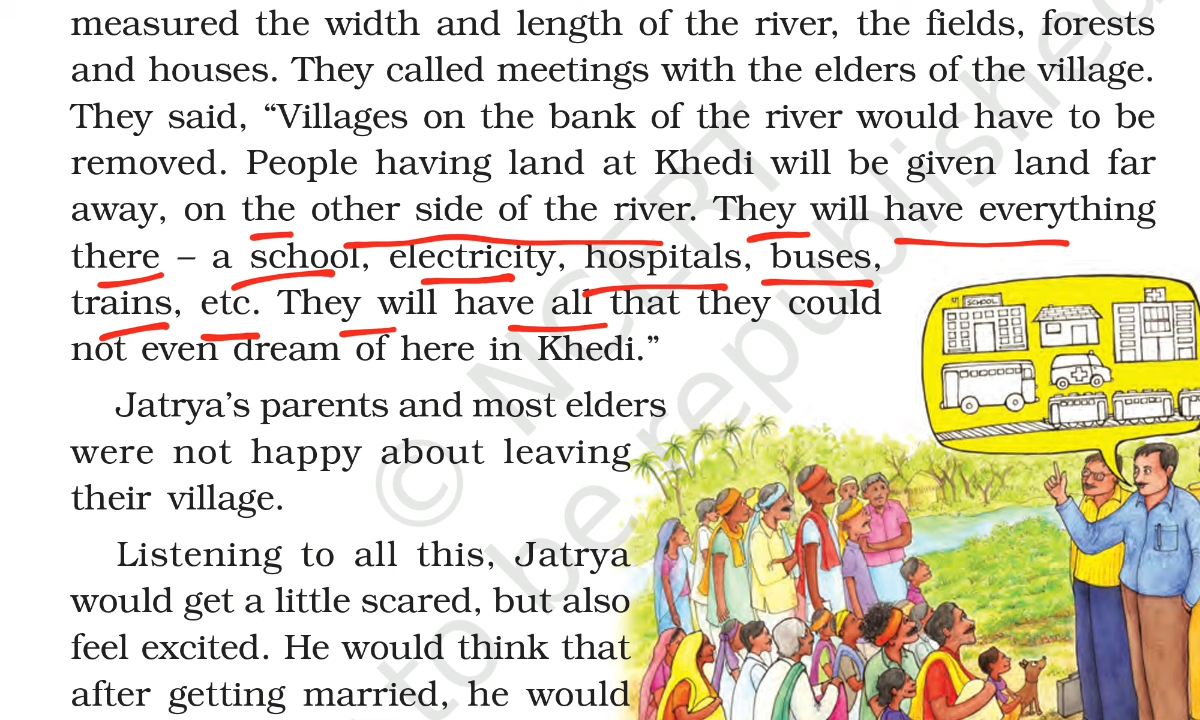 measured the width and length of the river, the fields, forests
and houses. They called meetings with the elders of the village.
They said, “Villages on the bank of the river would have to be
removed. People having land at Khedi will be given land far
away, on the other side of the river. They will have everything
there – a school, electricity, hospitals, buses,
trains, etc. They will have all that they could
not even dream of here in Khedi.”
Jatrya’s parents and most elders
were not happy about leaving
their village.
Listening to all this, Jatrya
would get a little scared, but also
feel excited. He would think that
after getting married, he would
SCHOOL
© NCERT
to be republished